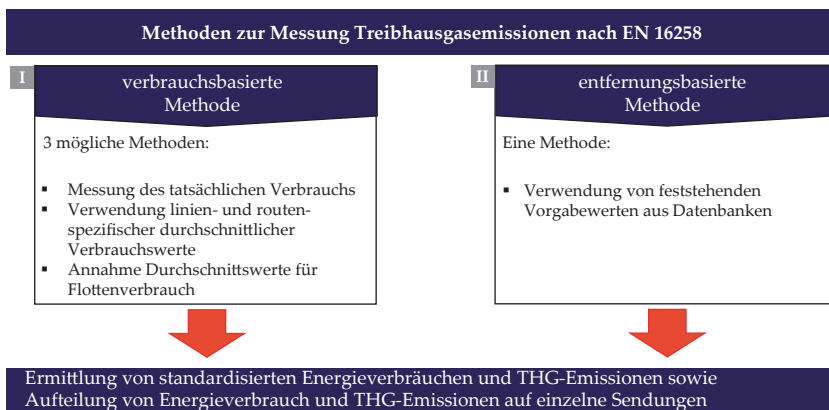 Methoden zur Messung Treibhausgasemissionen nach EN 16258
I
verbrauchsbasierte
Methode
3 mögliche Methoden:
▪ Messung des tatsächlichen Verbrauchs
▪ Verwendung linien- und routen-
spezifischer durchschnittlicher
Verbrauchswerte
▪ Annahme Durchschnittswerte für
Flottenverbrauch
II
entfernungsbasierte
Methode
Eine Methode:
▪ Verwendung von feststehenden
Vorgabewerten aus Datenbanken
Ermittlung von standardisierten Energieverbräuchen und THG-Emissionen sowie
Aufteilung von Energieverbrauch und THG-Emissionen auf einzelne Sendungen